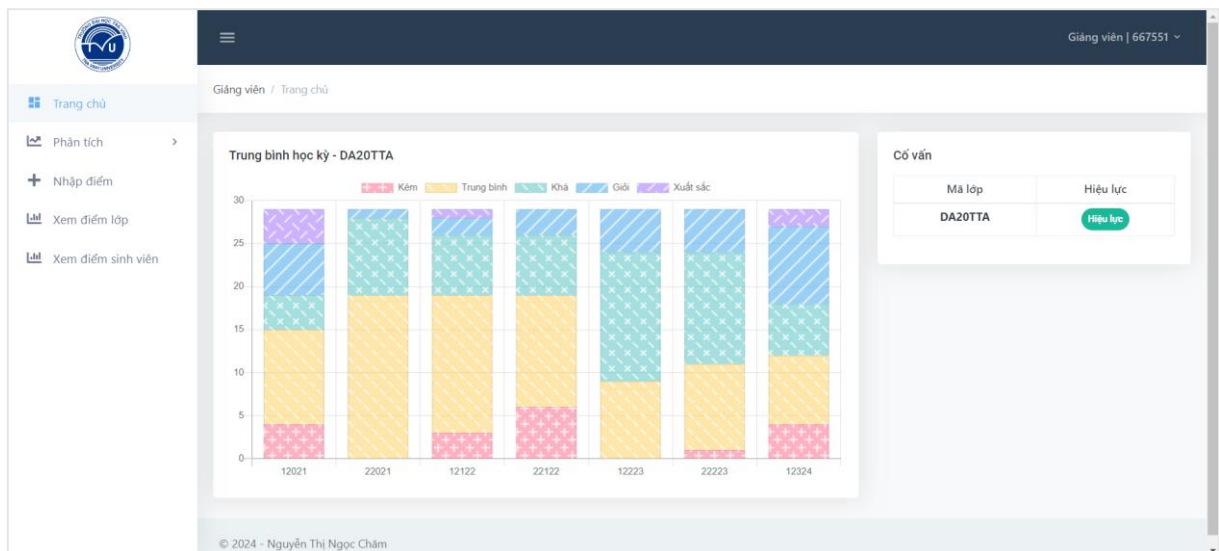 TVU
Giảng viên | 667551
Giảng viên / Trang chủ
Trang chủ
Phân tích
Nhập điểm
Xem điểm lớp
Xem điểm sinh viên
Trung bình học kỳ - DA20TTA
Kém Trung bình Khá Giỏi Xuất sắc
30
25
20
15
10
5
0
12021 22021 12122 22122 12223 22223 12324
Cố vấn
Mã lớp Hiệu lực
DA20TTA Hiệu lực
© 2024 - Nguyễn Thị Ngọc Chăm